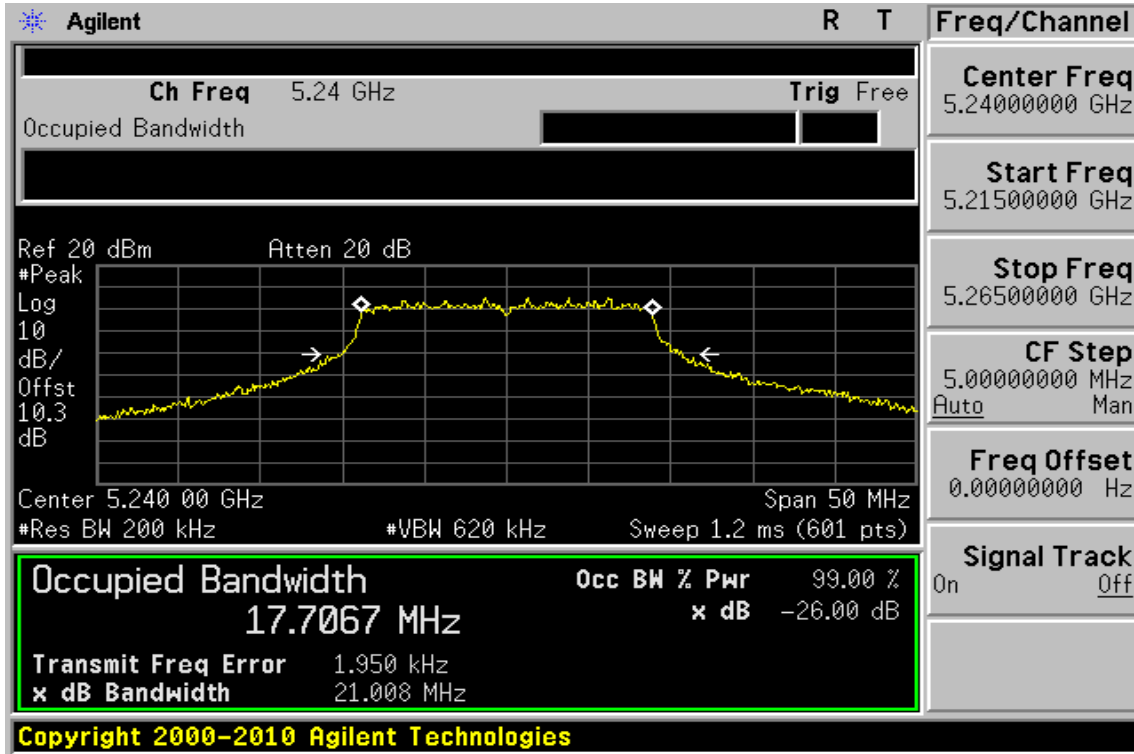 Agilent R T
Freq/Channel
Ch Freq 5.24 GHz Trig Free
Occupied Bandwidth
Center Freq
5.24000000 GHz
Start Freq
5.21500000 GHz
Stop Freq
5.26500000 GHz
CF Step
5.00000000 MHz
Auto Man
Freq Offset
0.00000000 Hz
Signal Track
On Off
Ref 20 dBm Atten 20 dB
#Peak
Log
10
dB/
Offst
10.3
dB
Center 5.240 00 GHz Span 50 MHz
#Res BW 200 kHz #VBW 620 kHz Sweep 1.2 ms (601 pts)
Occupied Bandwidth
17.7067 MHz
Occ BW % Pwr 99.00 %
x dB -26.00 dB
Transmit Freq Error 1.950 kHz
x dB Bandwidth 21.008 MHz
Copyright 2000-2010 Agilent Technologies